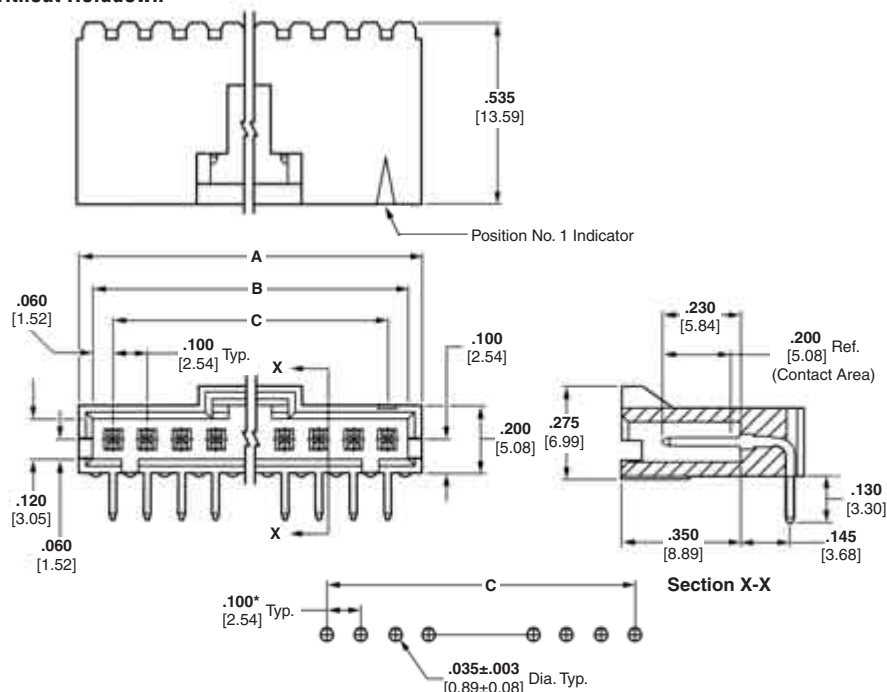 .535
[13.59]
Position No. 1 Indicator
A
B
C
.060
[1.52]
.100
[2.54] Typ.
X
.100
[2.54]
.200
[5.08]
.120
[3.05]
.060
[1.52]
X
.230
[5.84]
.200
[5.08] Ref.
(Contact Area)
.275
[6.99]
.130
[3.30]
.350
[8.89]
.145
[3.68]
Section X-X
C
.100*
[2.54] Typ.
.035±.003
[0.89±0.08] Dia. Typ.